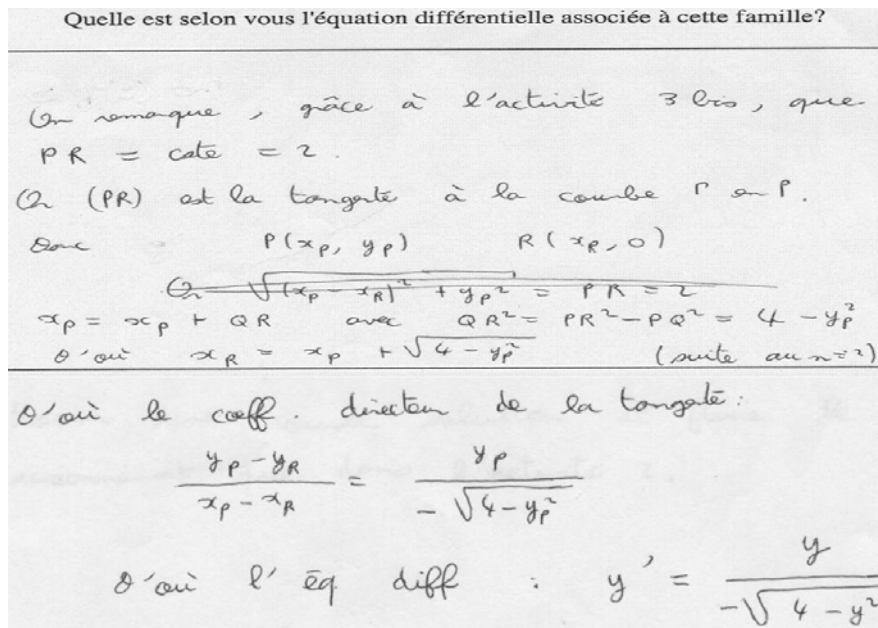 Quelle est selon vous l'équation différentielle associée à cette famille?
On remarque, grâce à l'activité 3 bis, que
PR = cste = 2.
Or (PR) est la tangente à la courbe Γ en P.
Donc P(x_P, y_P) R(x_R, 0)
Or √((x_P - x_R)² + y_P²) = PR = 2
x_P = x_P + QR avec QR² = PR² - PQ² = 4 - y_P²
D'où x_R = x_P + √(4 - y_P²) (suite au n=2)
D'où le coeff. directeur de la tangente :
(y_P - y_R)/(x_P - x_R) = y_P/(-√(4 - y_P²))
D'où l'éq diff : y' = y/(-√(4 - y²))